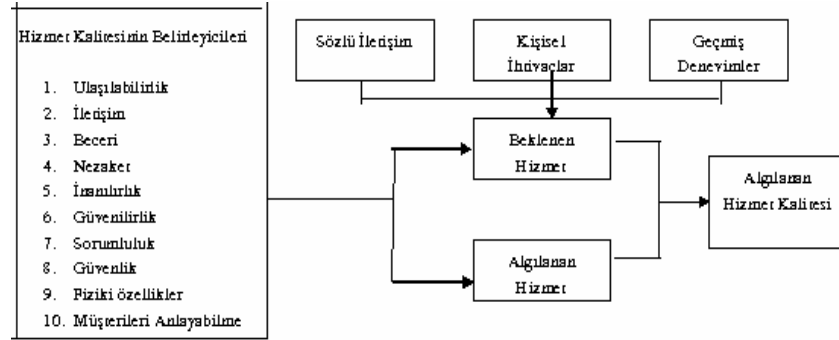 Hizmet Kalitesinin Belirleyicileri
1. Ulaşılabilirlik
2. İletişim
3. Beceri
4. Nezaket
5. İnanılırlık
6. Güvenilirlik
7. Sorumluluk
8. Güvenlik
9. Fiziki özellikler
10. Müşterileri Anlayabilme
Sözlü İletişim
Kişisel
İhtiyaçlar
Geçmiş
Deneyimler
Beklenen
Hizmet
Algılanan
Hizmet
Algılanan
Hizmet Kalitesi